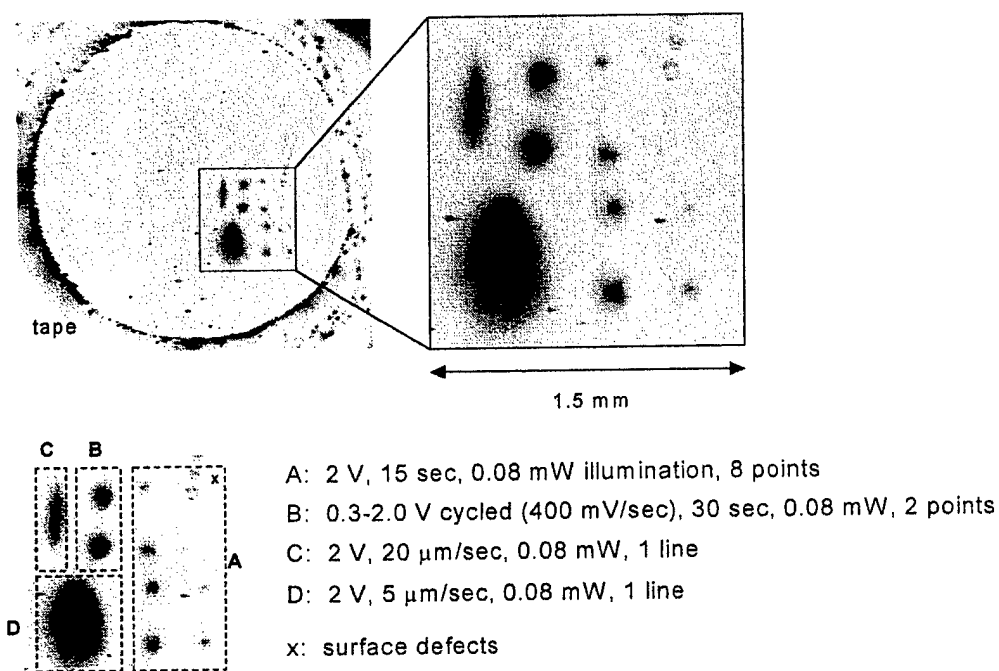 tape
1.5 mm
C B
A: 2 V, 15 sec, 0.08 mW illumination, 8 points
x
B: 0.3-2.0 V cycled (400 mV/sec), 30 sec, 0.08 mW, 2 points
A
C: 2 V, 20 μm/sec, 0.08 mW, 1 line
D: 2 V, 5 μm/sec, 0.08 mW, 1 line
D
x: surface defects